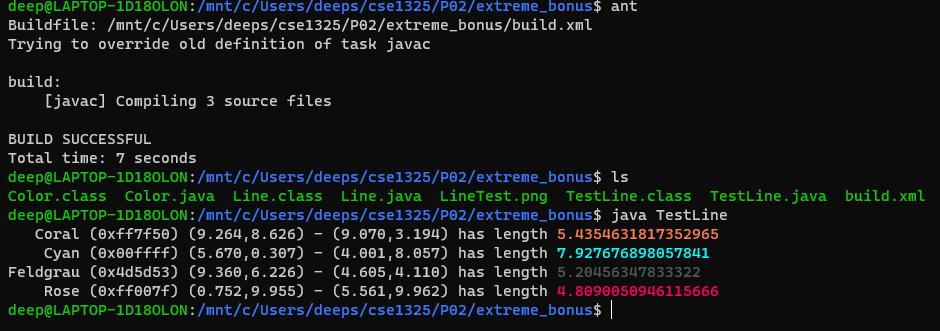 deep@LAPTOP-1D18OLON:/mnt/c/Users/deeps/cse1325/P02/extreme_bonus$ ant
Buildfile: /mnt/c/Users/deeps/cse1325/P02/extreme_bonus/build.xml
Trying to override old definition of task javac

build:
    [javac] Compiling 3 source files

BUILD SUCCESSFUL
Total time: 7 seconds
deep@LAPTOP-1D18OLON:/mnt/c/Users/deeps/cse1325/P02/extreme_bonus$ ls
Color.class  Color.java  Line.class  Line.java  LineTest.png  TestLine.class  TestLine.java  build.xml
deep@LAPTOP-1D18OLON:/mnt/c/Users/deeps/cse1325/P02/extreme_bonus$ java TestLine
   Coral (0xff7f50) (9.264,8.626) - (9.070,3.194) has length 5.4354631817352965
    Cyan (0x00ffff) (5.670,0.307) - (4.001,8.057) has length 7.927676898057841
Feldgrau (0x4d5d53) (9.360,6.226) - (4.605,4.110) has length 5.20456347833322
    Rose (0xff007f) (0.752,9.955) - (5.561,9.962) has length 4.8090050946115666
deep@LAPTOP-1D18OLON:/mnt/c/Users/deeps/cse1325/P02/extreme_bonus$